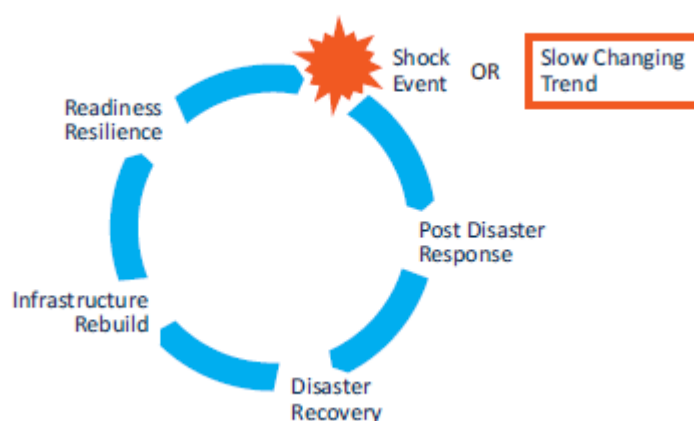 Shock
Event
OR
Slow Changing
Trend
Readiness
Resilience
Post Disaster
Response
Infrastructure
Rebuild
Disaster
Recovery